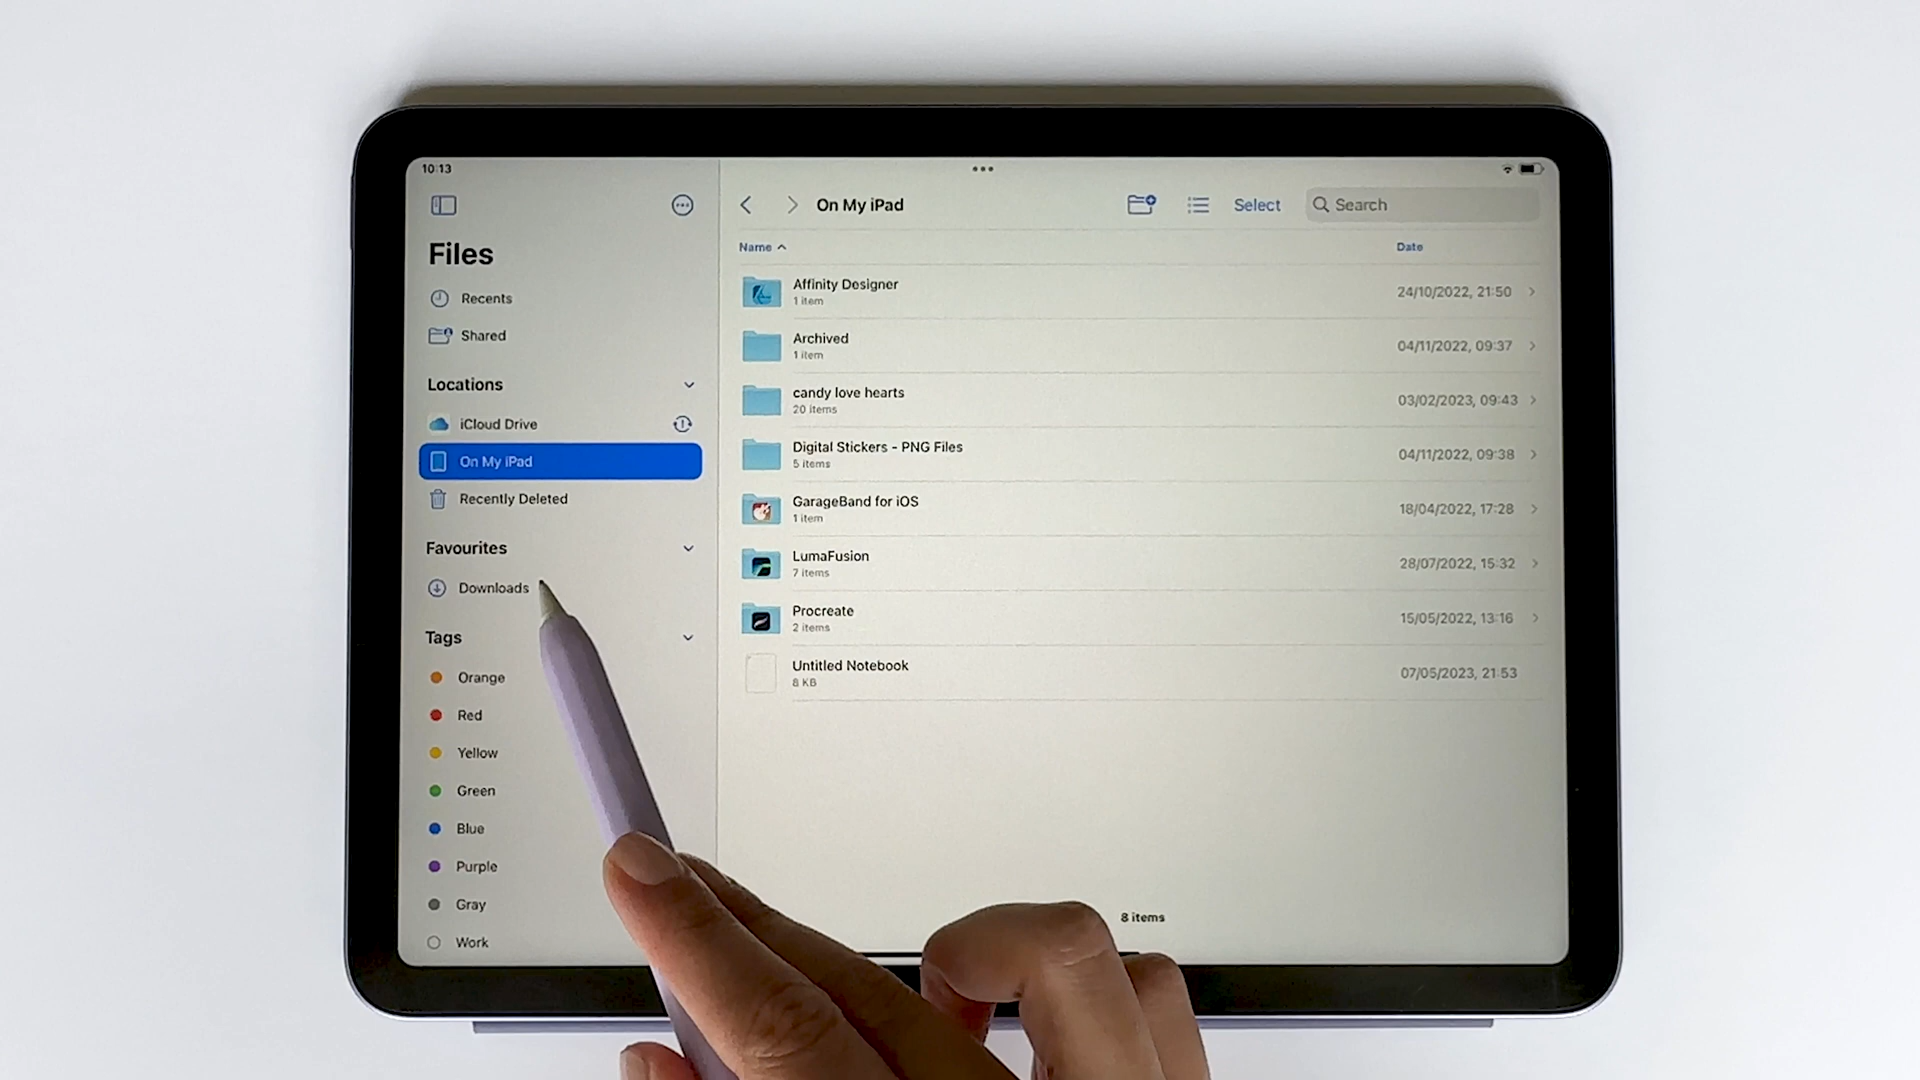 10:13
Files
Recents
Shared
Locations
iCloud Drive
On My iPad
Recently Deleted
Favourites
Downloads
Tags
Orange
Red
Yellow
Green
Blue
Purple
Gray
Work
On My iPad
Select
Search
Name
Date
Affinity Designer
1 item
24/10/2022, 21:50
Archived
1 item
04/11/2022, 09:37
candy love hearts
20 items
03/02/2023, 09:43
Digital Stickers - PNG Files
5 items
04/11/2022, 09:38
GarageBand for iOS
1 item
18/04/2022, 17:28
LumaFusion
7 items
28/07/2022, 15:32
Procreate
2 items
15/05/2022, 13:16
Untitled Notebook
8 KB
07/05/2023, 21:53
8 items